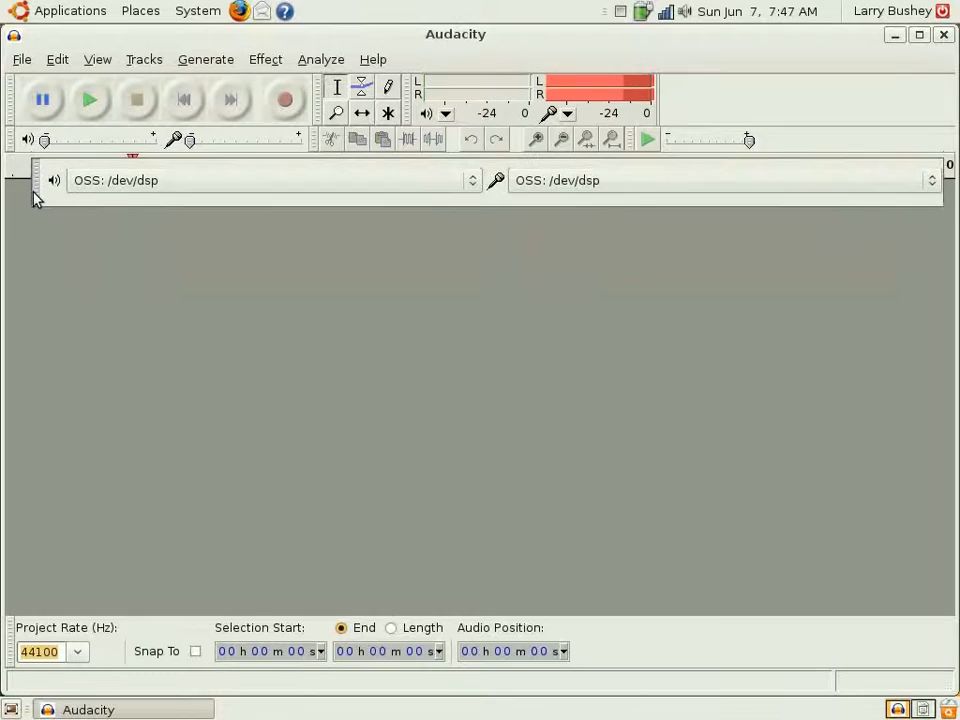 Applications Places System Sun Jun 7, 7:47 AM Larry Bushey
Audacity
File Edit View Tracks Generate Effect Analyze Help
L L
R R
-24 0 -24 0
- + - + - +
0
OSS: /dev/dsp OSS: /dev/dsp
Project Rate (Hz): Selection Start: End Length Audio Position:
44100 Snap To 00 h 00 m 00 s 00 h 00 m 00 s 00 h 00 m 00 s
Audacity